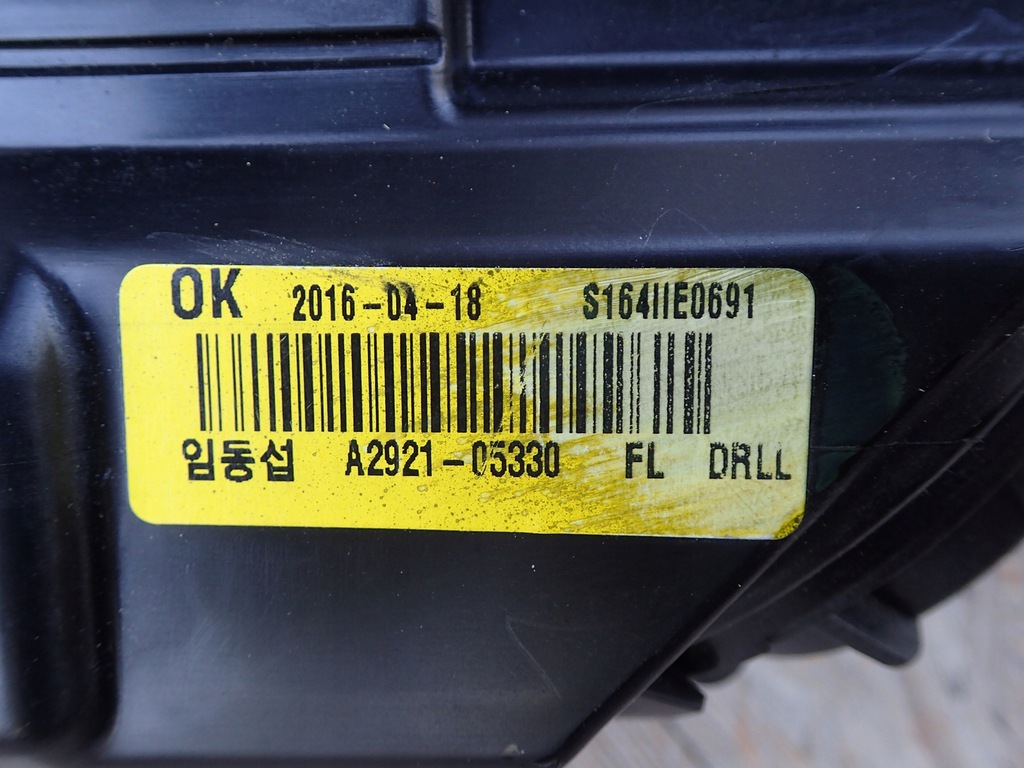 OK 2016-04-18 S164IIE0691
임동섭 A2921-05330 FL DRLL